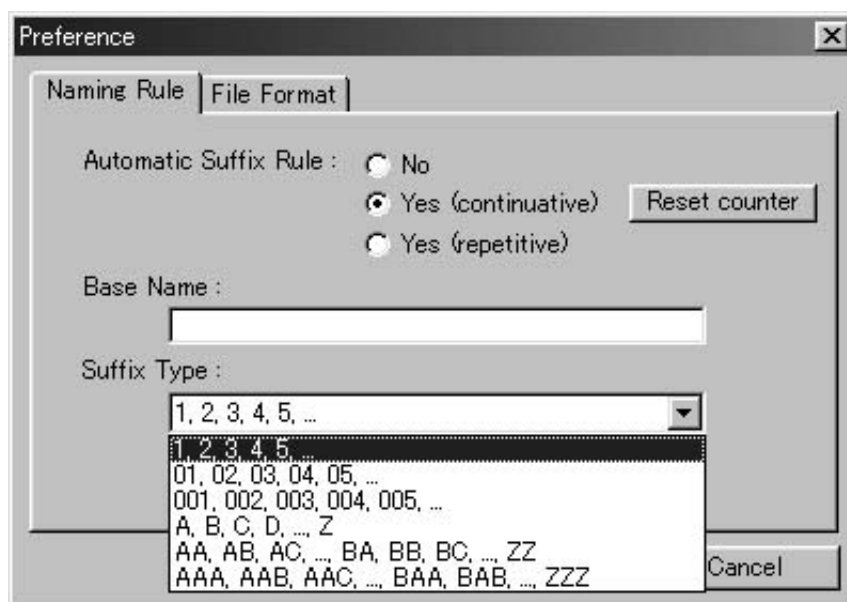 Preference
Naming Rule File Format
Automatic Suffix Rule : No
Yes (continuative) Reset counter
Yes (repetitive)
Base Name :
Suffix Type :
1, 2, 3, 4, 5, ...
1, 2, 3, 4, 5, ...
01, 02, 03, 04, 05, ...
001, 002, 003, 004, 005, ...
A, B, C, D, ..., Z
AA, AB, AC, ..., BA, BB, BC, ..., ZZ
AAA, AAB, AAC, ..., BAA, BAB, ..., ZZZ
Cancel